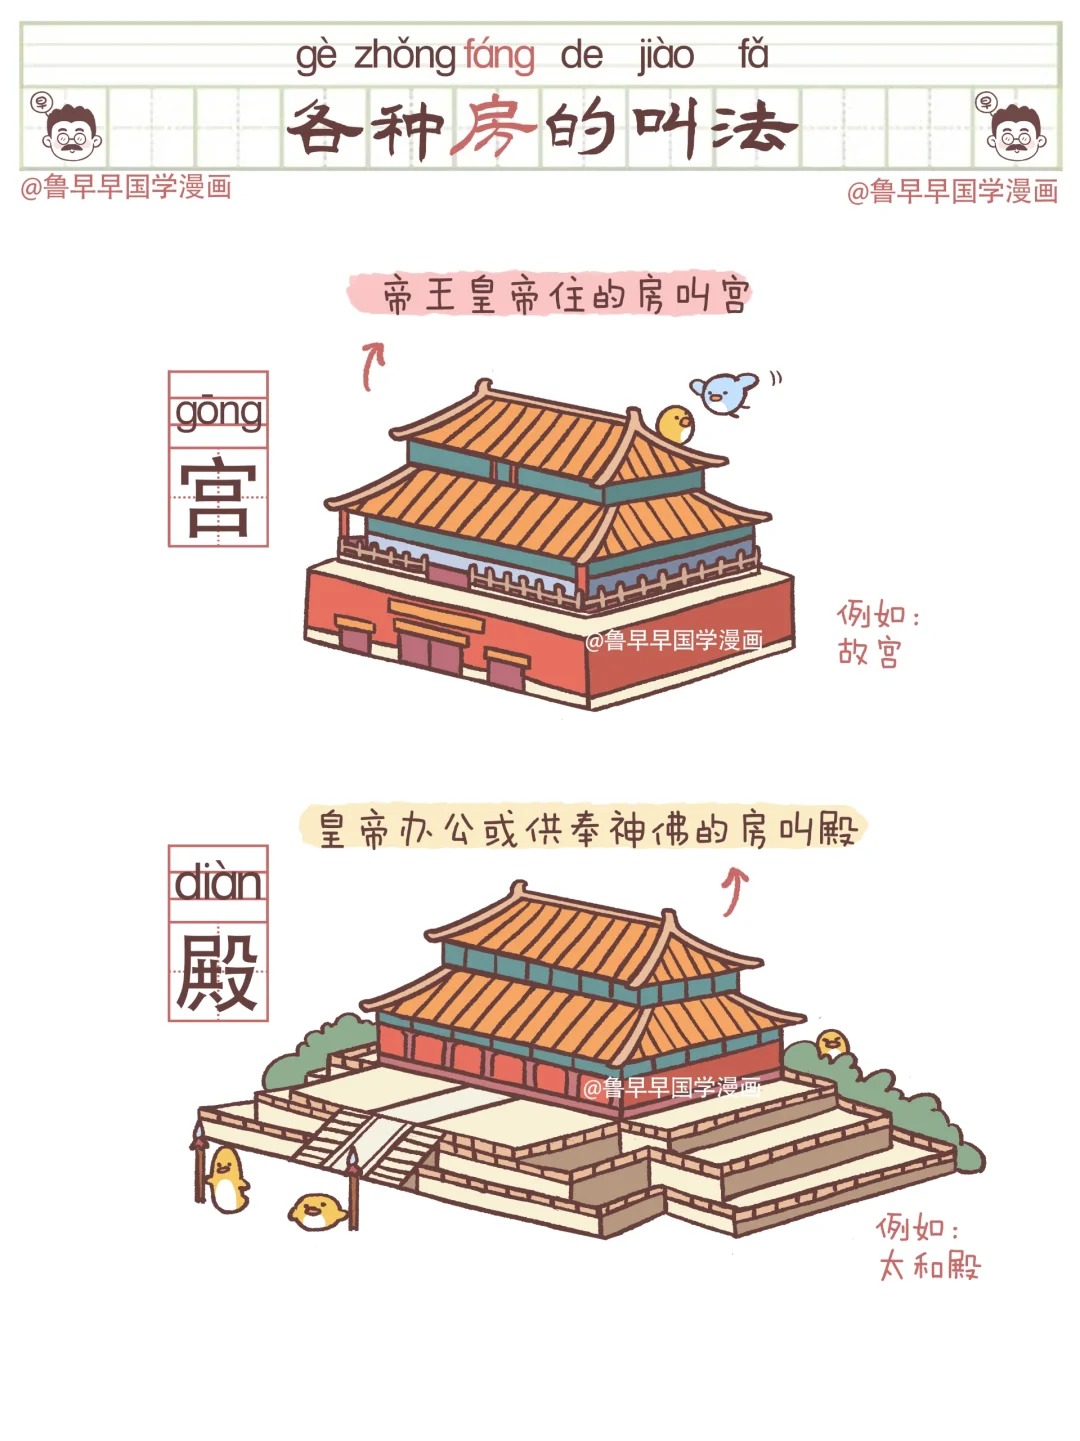 gè zhǒng fáng de jiào fǎ
早
早
各种房的叫法
@鲁早早国学漫画
@鲁早早国学漫画
帝王皇帝住的房叫宫
gōng
宫
例如：
故宫
@鲁早早国学漫画
皇帝办公或供奉神佛的房叫殿
diàn
殿
@鲁早早国学漫画
例如：
太和殿